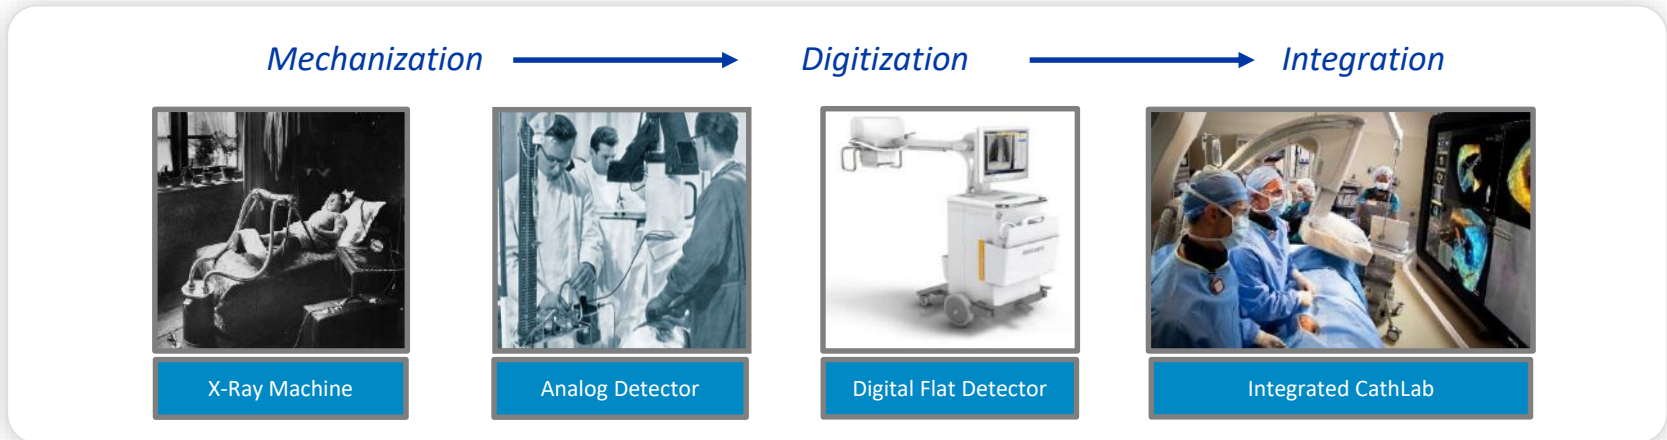 Mechanization
Digitization
Integration
X-Ray Machine
Analog Detector
Digital Flat Detector
Integrated CathLab